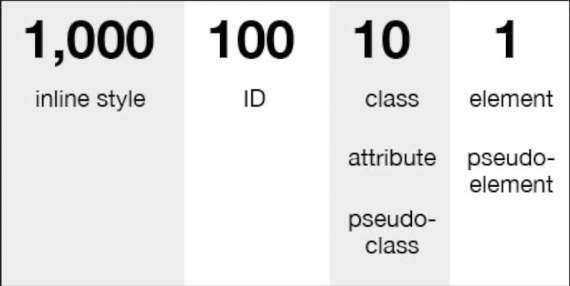 1,000 100 10 1
inline style ID class element
attribute pseudo-
element
pseudo-
class